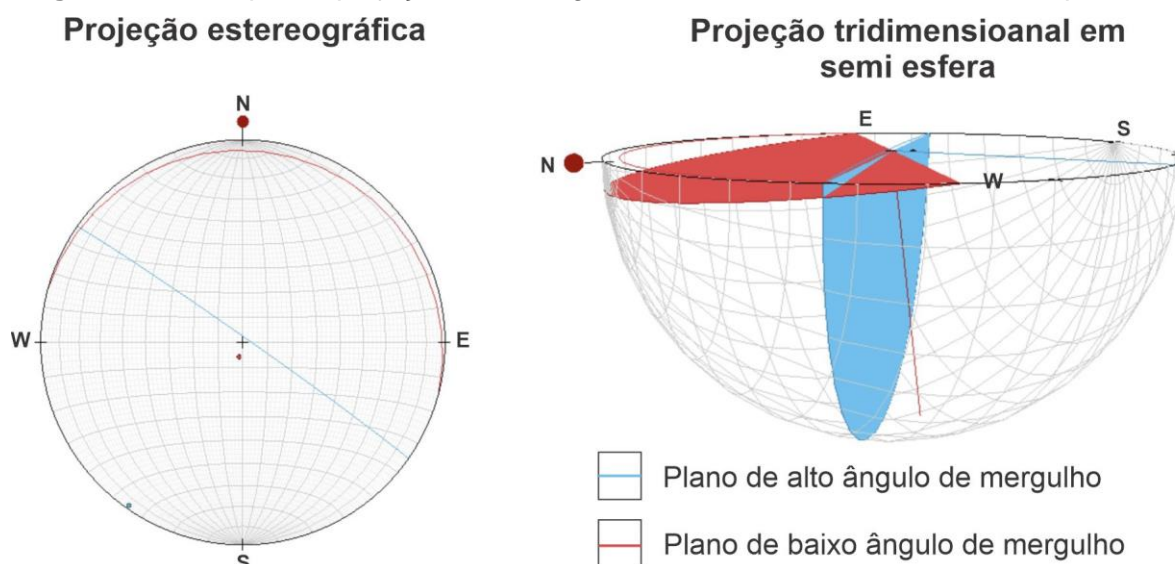 Projeção estereográfica
N
W
E
S
Projeção tridimensioanal em
semi esfera
E
S
N
W
Plano de alto ângulo de mergulho
Plano de baixo ângulo de mergulho